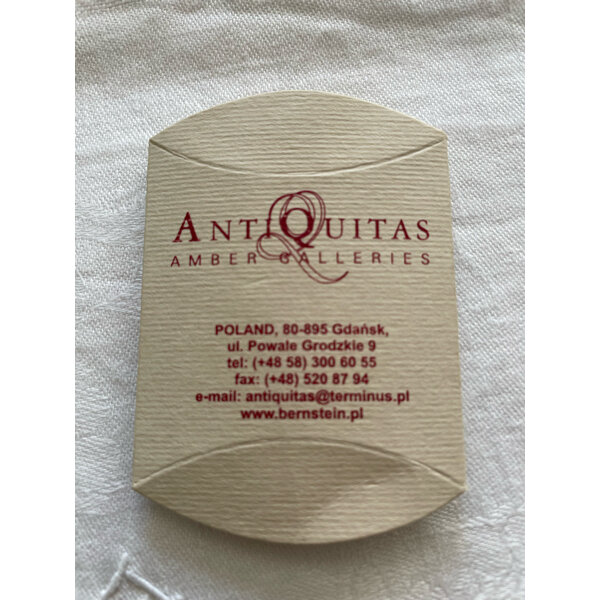 ANTIQUITAS
AMBER GALLERIES
POLAND, 80-895 Gdańsk,
ul. Powale Grodzkie 9
tel: (+48 58) 300 60 55
fax: (+48) 520 87 94
e-mail: antiquitas@terminus.pl
www.bernstein.pl